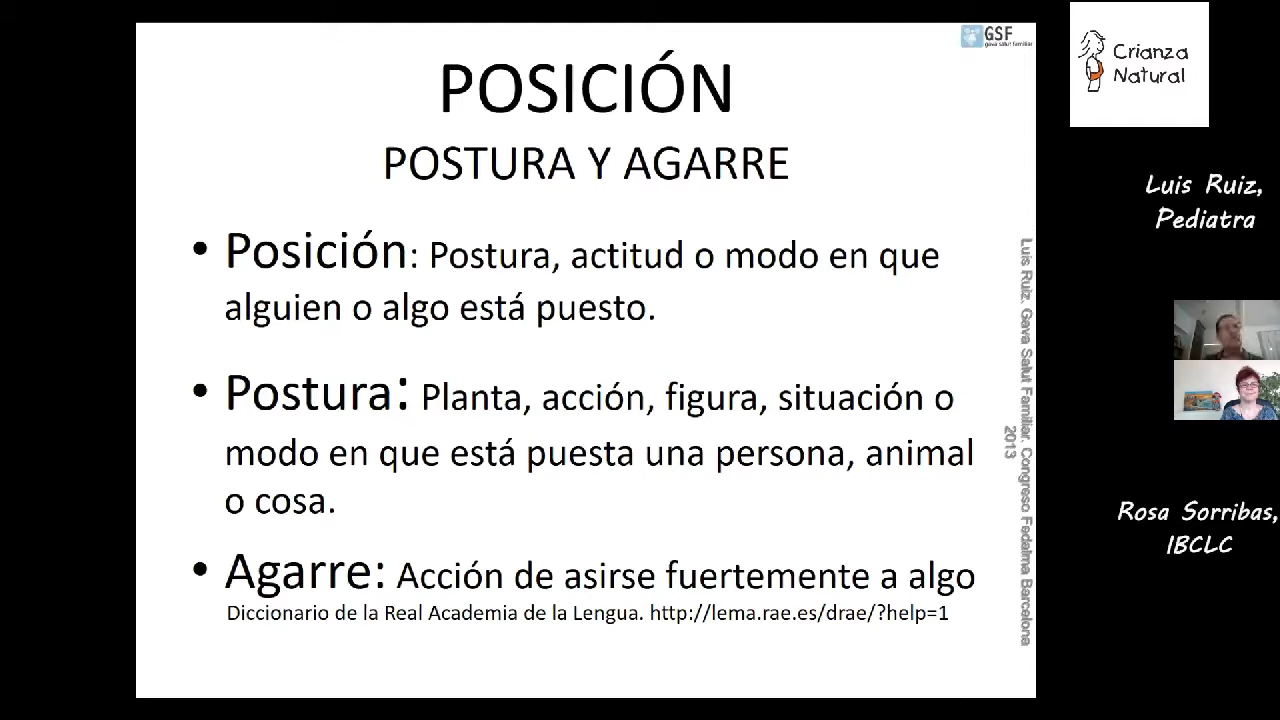 GSF
gava salut familiar
POSICIÓN
POSTURA Y AGARRE
• Posición: Postura, actitud o modo en que
alguien o algo está puesto.
• Postura: Planta, acción, figura, situación o
modo en que está puesta una persona, animal
o cosa.
• Agarre: Acción de asirse fuertemente a algo
Diccionario de la Real Academia de la Lengua. http://lema.rae.es/drae/?help=1
Luis Ruiz. Gava Salut Familiar. Congreso Fedalma Barcelona
2013
Crianza
Natural
Luis Ruiz,
Pediatra
Rosa Sorribas,
IBCLC